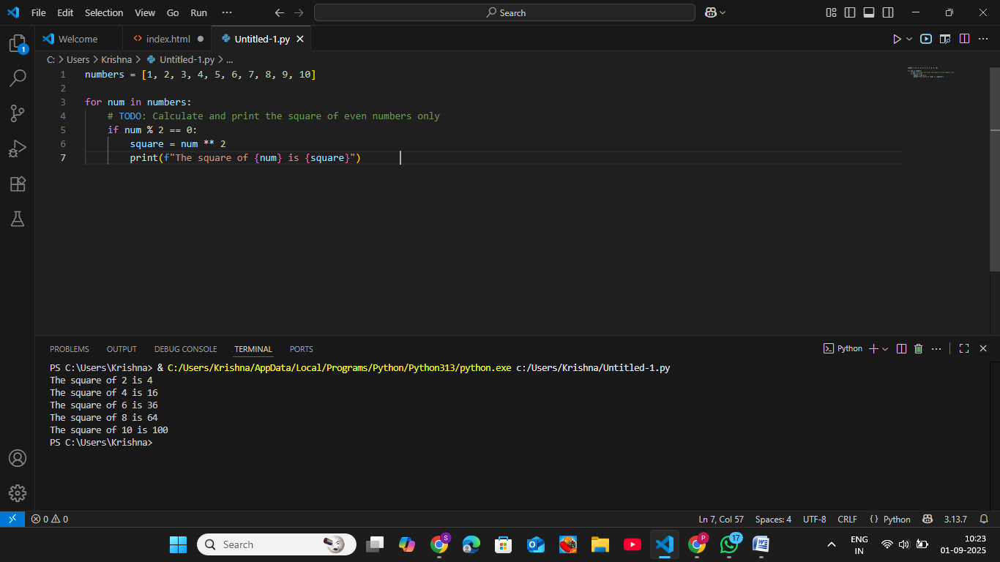 File Edit Selection View Go Run ··· Search
Welcome index.html Untitled-1.py
C: > Users > Krishna > Untitled-1.py > ...
1 numbers = [1, 2, 3, 4, 5, 6, 7, 8, 9, 10]
2
3 for num in numbers:
4 # TODO: Calculate and print the square of even numbers only
5 if num % 2 == 0:
6 square = num ** 2
7 print(f"The square of {num} is {square}")
1
PROBLEMS OUTPUT DEBUG CONSOLE TERMINAL PORTS Python
PS C:\Users\Krishna> & C:/Users/Krishna/AppData/Local/Programs/Python/Python313/python.exe c:/Users/Krishna/Untitled-1.py
The square of 2 is 4
The square of 4 is 16
The square of 6 is 36
The square of 8 is 64
The square of 10 is 100
PS C:\Users\Krishna>
0 0 Ln 7, Col 57 Spaces: 4 UTF-8 CRLF {} Python 3.13.7
Search S P 17 ENG 10:23
IN 01-09-2025